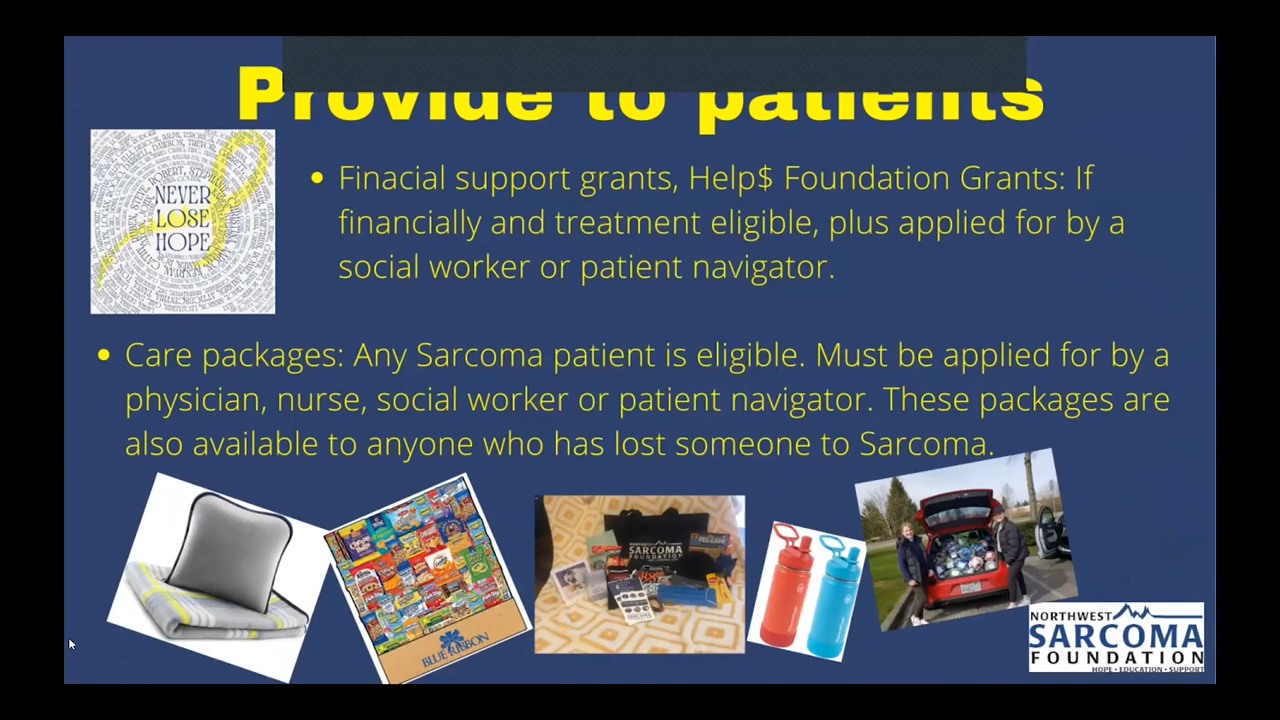 Provide to patients
NEVER
LOSE
HOPE
• Finacial support grants, Help$ Foundation Grants: If
financially and treatment eligible, plus applied for by a
social worker or patient navigator.
• Care packages: Any Sarcoma patient is eligible. Must be applied for by a
physician, nurse, social worker or patient navigator. These packages are
also available to anyone who has lost someone to Sarcoma.
BLUE RIBBON
SARCOMA
FOUNDATION
NORTHWEST
SARCOMA
FOUNDATION
HOPE • EDUCATION • SUPPORT